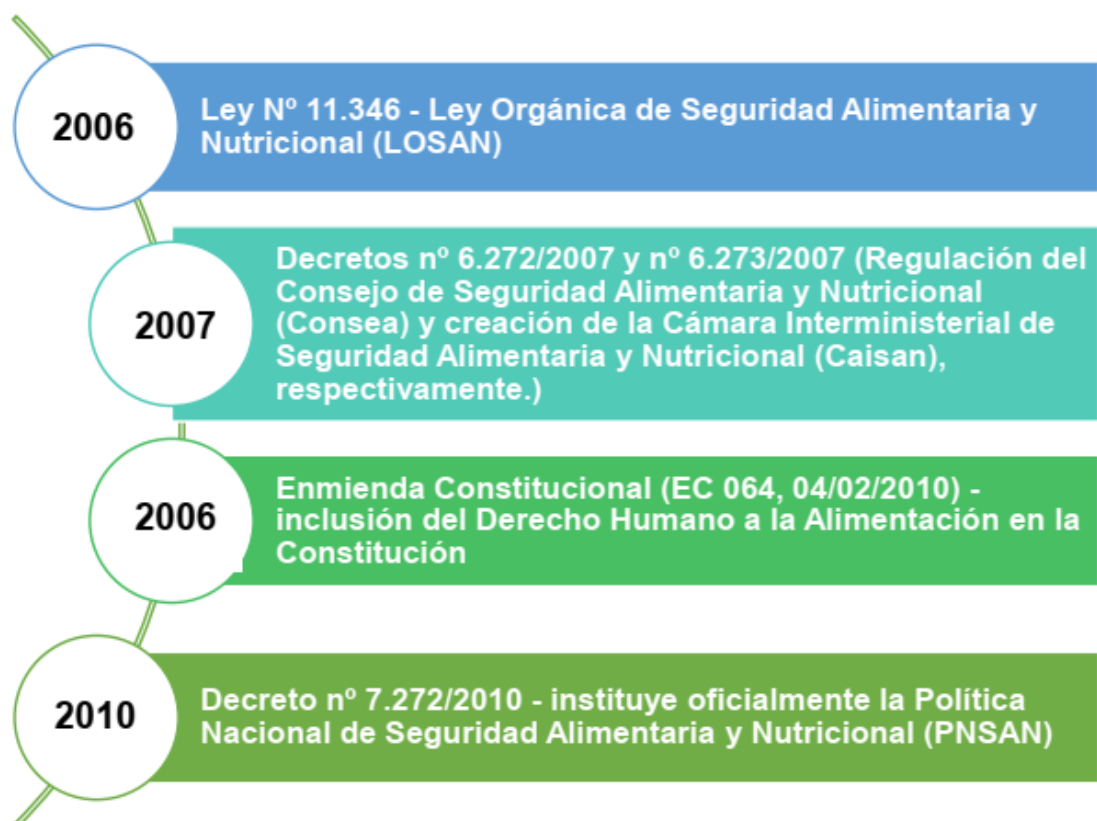 2006
Ley Nº 11.346 - Ley Orgánica de Seguridad Alimentaria y
Nutricional (LOSAN)
2007
Decretos nº 6.272/2007 y nº 6.273/2007 (Regulación del
Consejo de Seguridad Alimentaria y Nutricional
(Consea) y creación de la Cámara Interministerial de
Seguridad Alimentaria y Nutricional (Caisan),
respectivamente.)
2006
Enmienda Constitucional (EC 064, 04/02/2010) -
inclusión del Derecho Humano a la Alimentación en la
Constitución
2010
Decreto nº 7.272/2010 - instituye oficialmente la Política
Nacional de Seguridad Alimentaria y Nutricional (PNSAN)